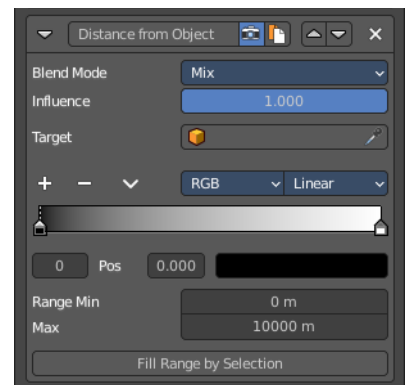 Distance from Object
Blend Mode Mix
Influence 1.000
Target
RGB Linear
0 Pos 0.000
Range Min 0 m
Max 10000 m
Fill Range by Selection